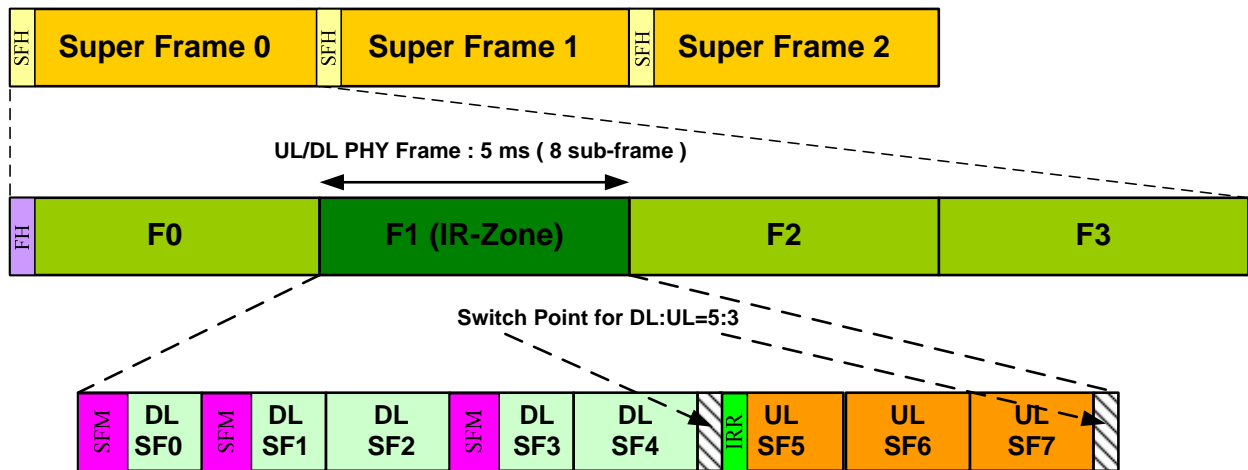 SFH
Super Frame 0
SFH
Super Frame 1
SFH
Super Frame 2
UL/DL PHY Frame : 5 ms ( 8 sub-frame )
FH
F0
F1 (IR-Zone)
F2
F3
Switch Point for DL:UL=5:3
SFM
DL
SF0
SFM
DL
SF1
DL
SF2
SFM
DL
SF3
DL
SF4
IRR
UL
SF5
UL
SF6
UL
SF7